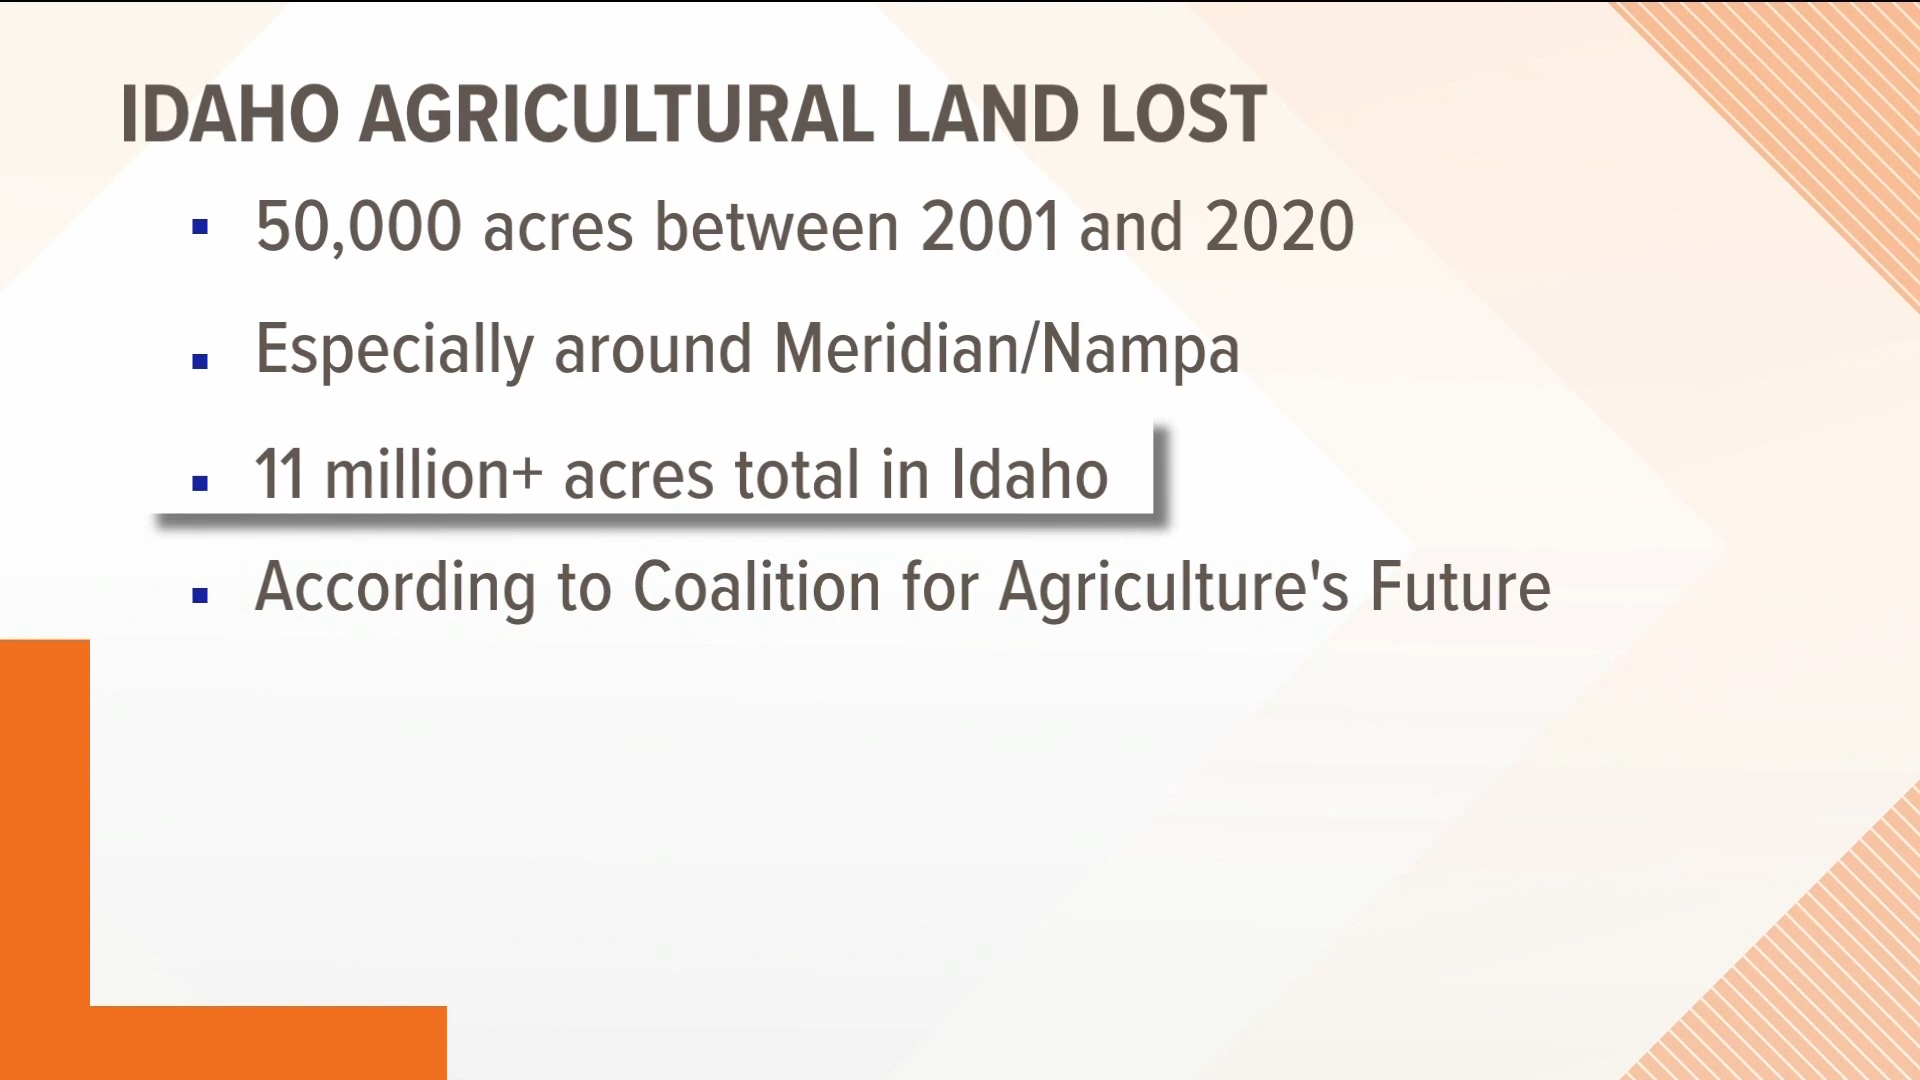 IDAHO AGRICULTURAL LAND LOST
50,000 acres between 2001 and 2020
Especially around Meridian/Nampa
11 million+ acres total in Idaho
According to Coalition for Agriculture's Future